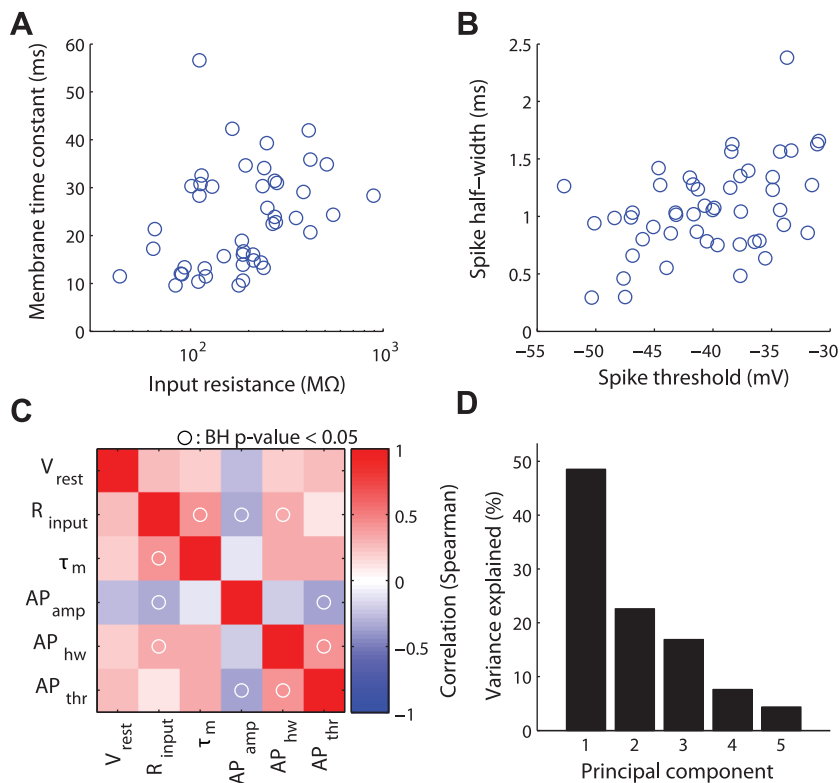 A
60
50
40
30
20
10
0
Membrane time constant (ms)
10²
10³
Input resistance (MΩ)
B
2.5
2
1.5
1
0.5
0
Spike half−width (ms)
−55
−50
−45
−40
−35
−30
Spike threshold (mV)
C
○: BH p-value < 0.05
V rest
R input
τ m
AP amp
AP hw
AP thr
V rest
R input
τ m
AP amp
AP hw
AP thr
1
0.5
0
−0.5
−1
Correlation (Spearman)
D
50
40
30
20
10
0
Variance explained (%)
1
2
3
4
5
Principal component